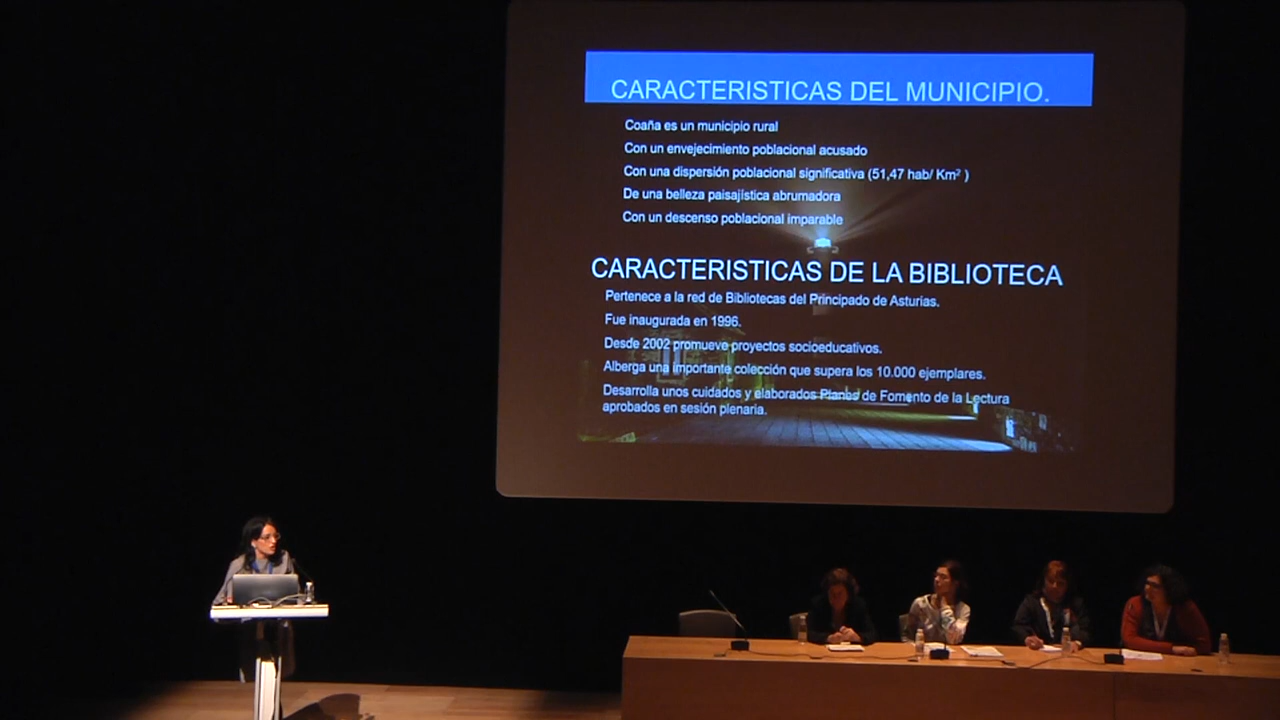 CARACTERISTICAS DEL MUNICIPIO.
Coaña es un municipio rural
Con un envejecimiento poblacional acusado
Con una dispersión poblacional significativa (51,47 hab/ Km² )
De una belleza paisajística abrumadora
Con un descenso poblacional imparable
CARACTERISTICAS DE LA BIBLIOTECA
Pertenece a la red de Bibliotecas del Principado de Asturias.
Fue inaugurada en 1996.
Desde 2002 promueve proyectos socioeducativos.
Alberga una importante colección que supera los 10.000 ejemplares.
Desarrolla unos cuidados y elaborados Planes de Fomento de la Lectura
aprobados en sesión plenaria.